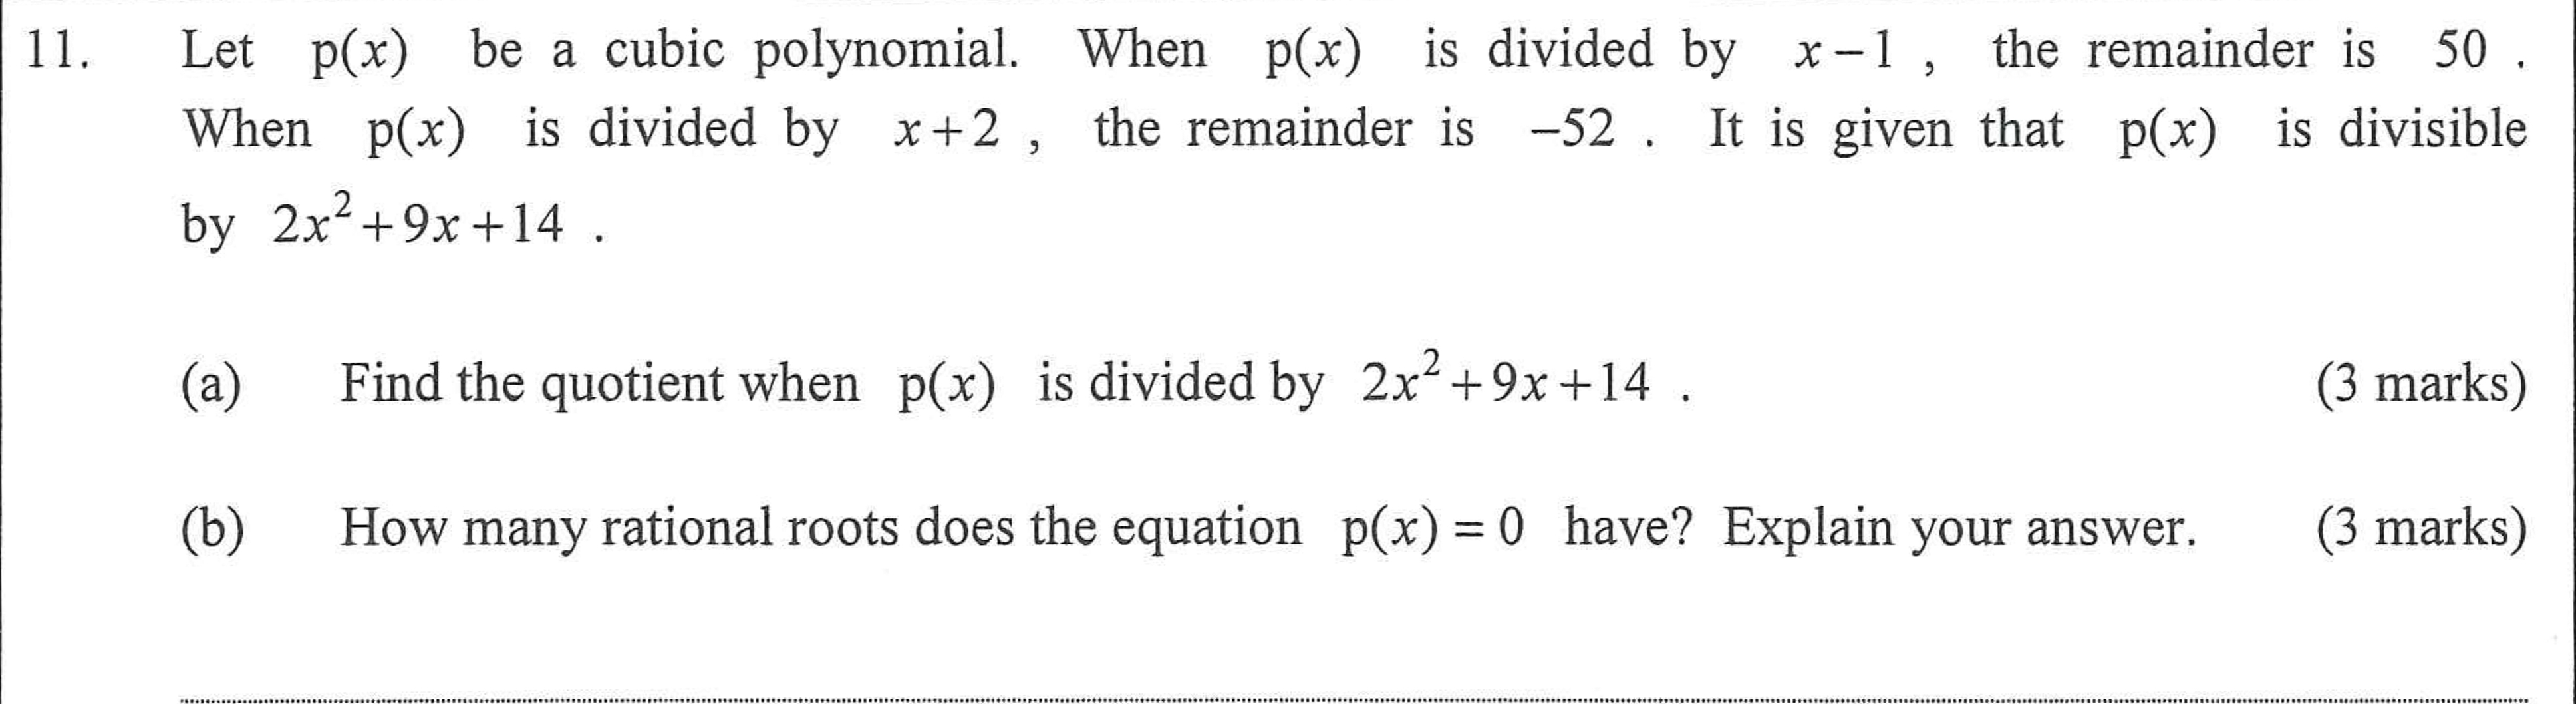 11. Let p(x) be a cubic polynomial. When p(x) is divided by x−1 , the remainder is 50 .
When p(x) is divided by x+2 , the remainder is −52 . It is given that p(x) is divisible
by 2x²+9x+14 .
(a) Find the quotient when p(x) is divided by 2x²+9x+14 . (3 marks)
(b) How many rational roots does the equation p(x) = 0 have? Explain your answer. (3 marks)